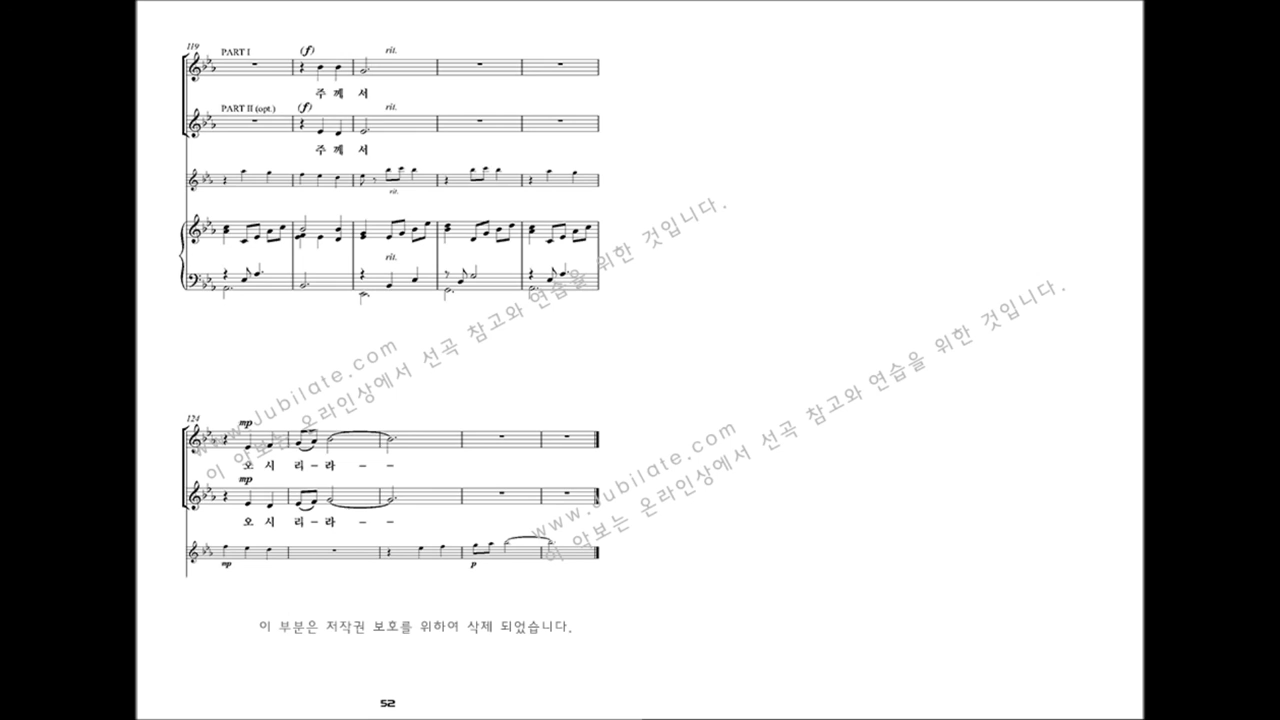 119
PART I
(f)
rit.
주 께 서
PART II (opt.)
(f)
rit.
주 께 서
rit.
rit.
www.Jubilate.com
이 악보는 온라인상에서 선곡 참고와 연습을 위한 것입니다.
124
mp
오 시 리 – 라 – –
mp
오 시 리 – 라 – –
mp
p
www.Jubilate.com
이 악보는 온라인상에서 선곡 참고와 연습을 위한 것입니다.
이 부분은 저작권 보호를 위하여 삭제 되었습니다.
52